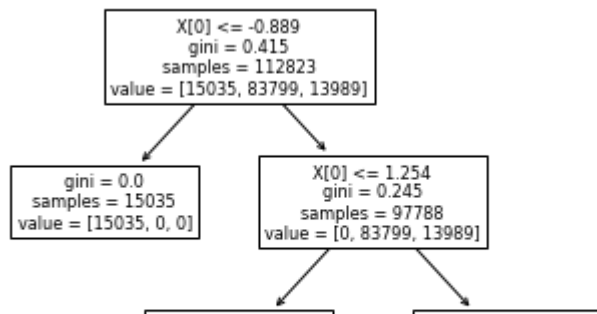 X[0] <= -0.889
gini = 0.415
samples = 112823
value = [15035, 83799, 13989]
gini = 0.0
samples = 15035
value = [15035, 0, 0]
X[0] <= 1.254
gini = 0.245
samples = 97788
value = [0, 83799, 13989]